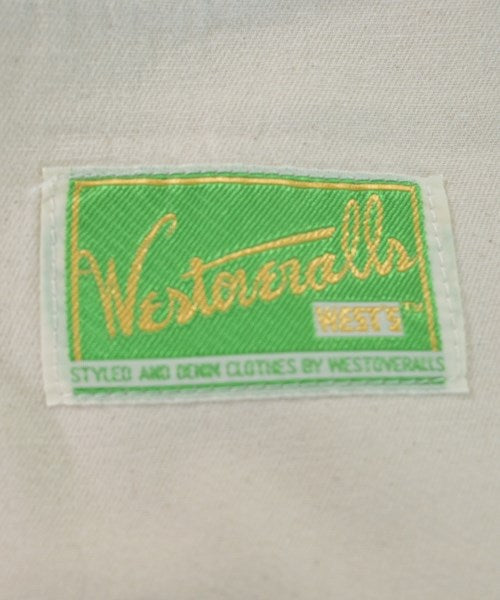 Westoveralls
WEST'S™
STYLED AND DENIM CLOTHES BY WESTOVERALLS